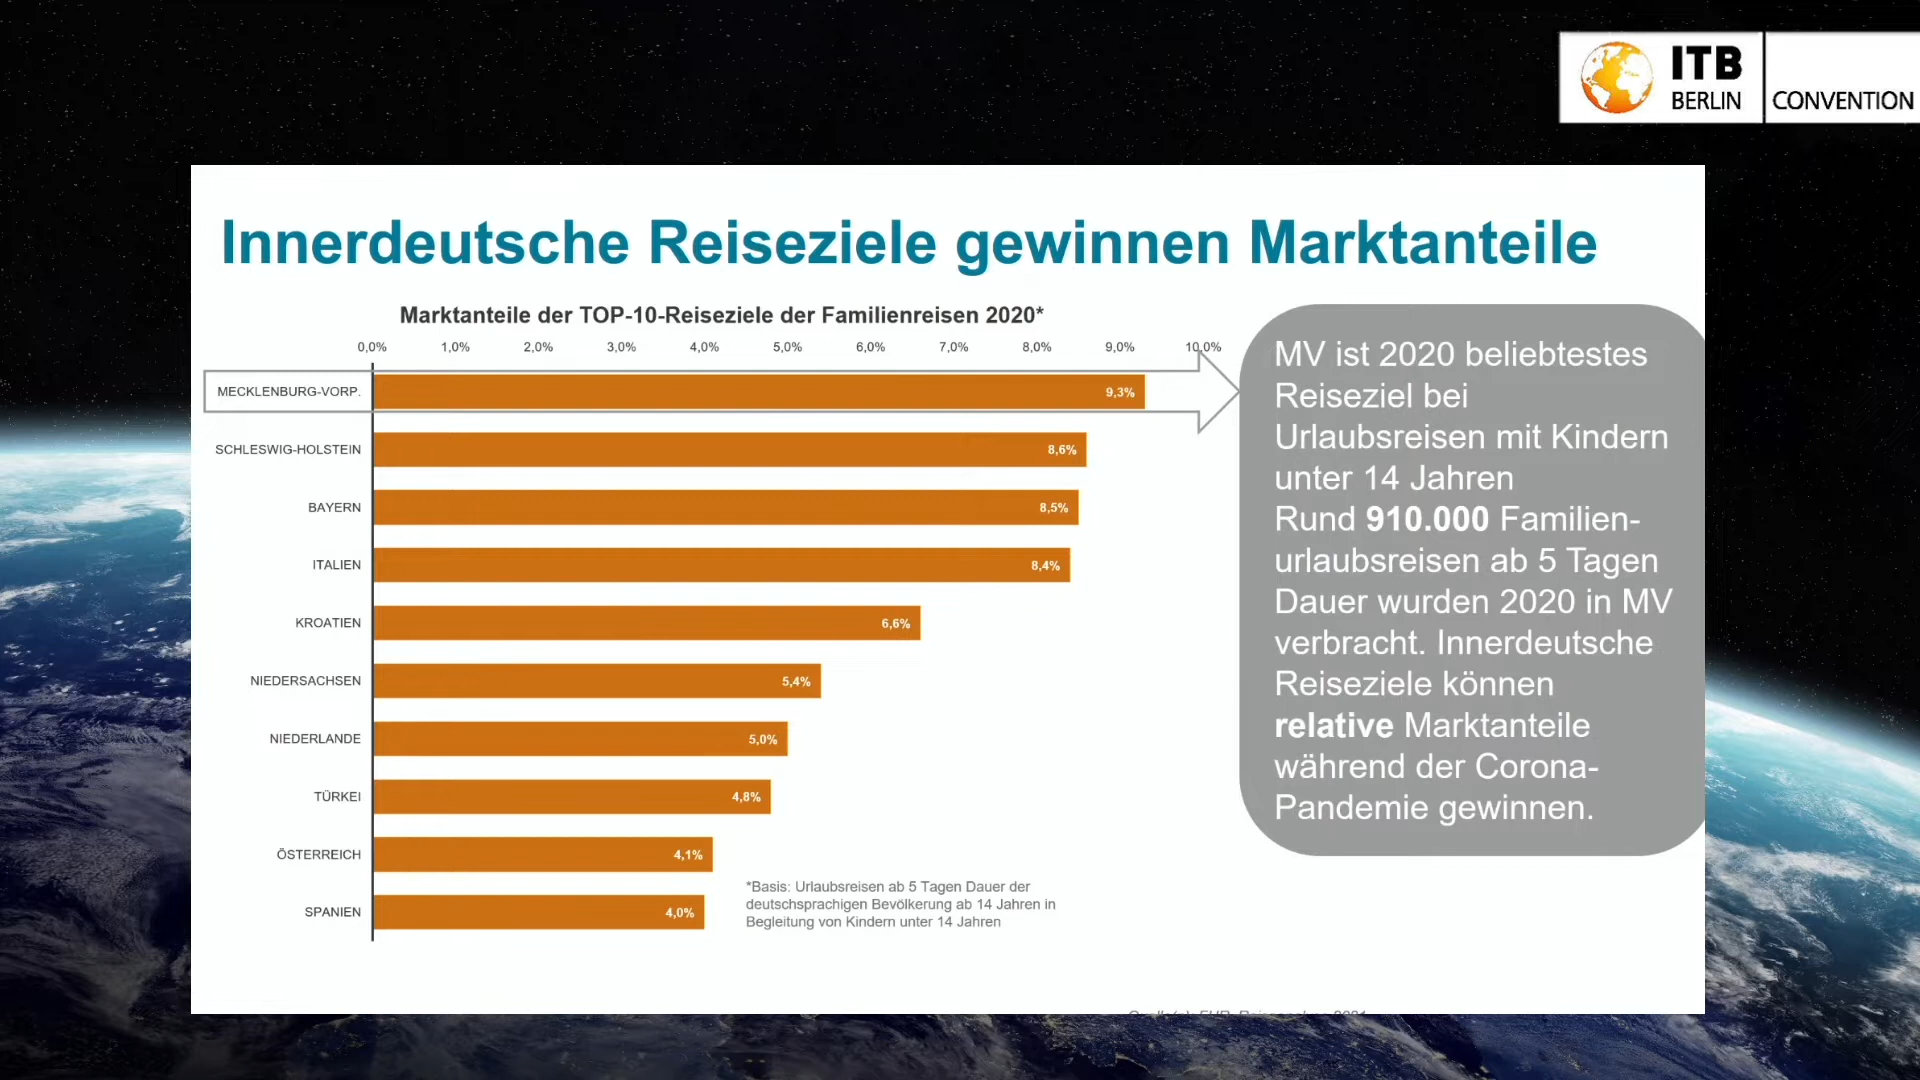 ITB
BERLIN
CONVENTION
Innerdeutsche Reiseziele gewinnen Marktanteile
Marktanteile der TOP-10-Reiseziele der Familienreisen 2020*
0,0% 1,0% 2,0% 3,0% 4,0% 5,0% 6,0% 7,0% 8,0% 9,0% 10,0%
MECKLENBURG-VORP. 9,3%
SCHLESWIG-HOLSTEIN 8,6%
BAYERN 8,5%
ITALIEN 8,4%
KROATIEN 6,6%
NIEDERSACHSEN 5,4%
NIEDERLANDE 5,0%
TÜRKEI 4,8%
ÖSTERREICH 4,1%
SPANIEN 4,0%
*Basis: Urlaubsreisen ab 5 Tagen Dauer der
deutschsprachigen Bevölkerung ab 14 Jahren in
Begleitung von Kindern unter 14 Jahren
MV ist 2020 beliebtestes
Reiseziel bei
Urlaubsreisen mit Kindern
unter 14 Jahren
Rund 910.000 Familien-
urlaubsreisen ab 5 Tagen
Dauer wurden 2020 in MV
verbracht. Innerdeutsche
Reiseziele können
relative Marktanteile
während der Corona-
Pandemie gewinnen.